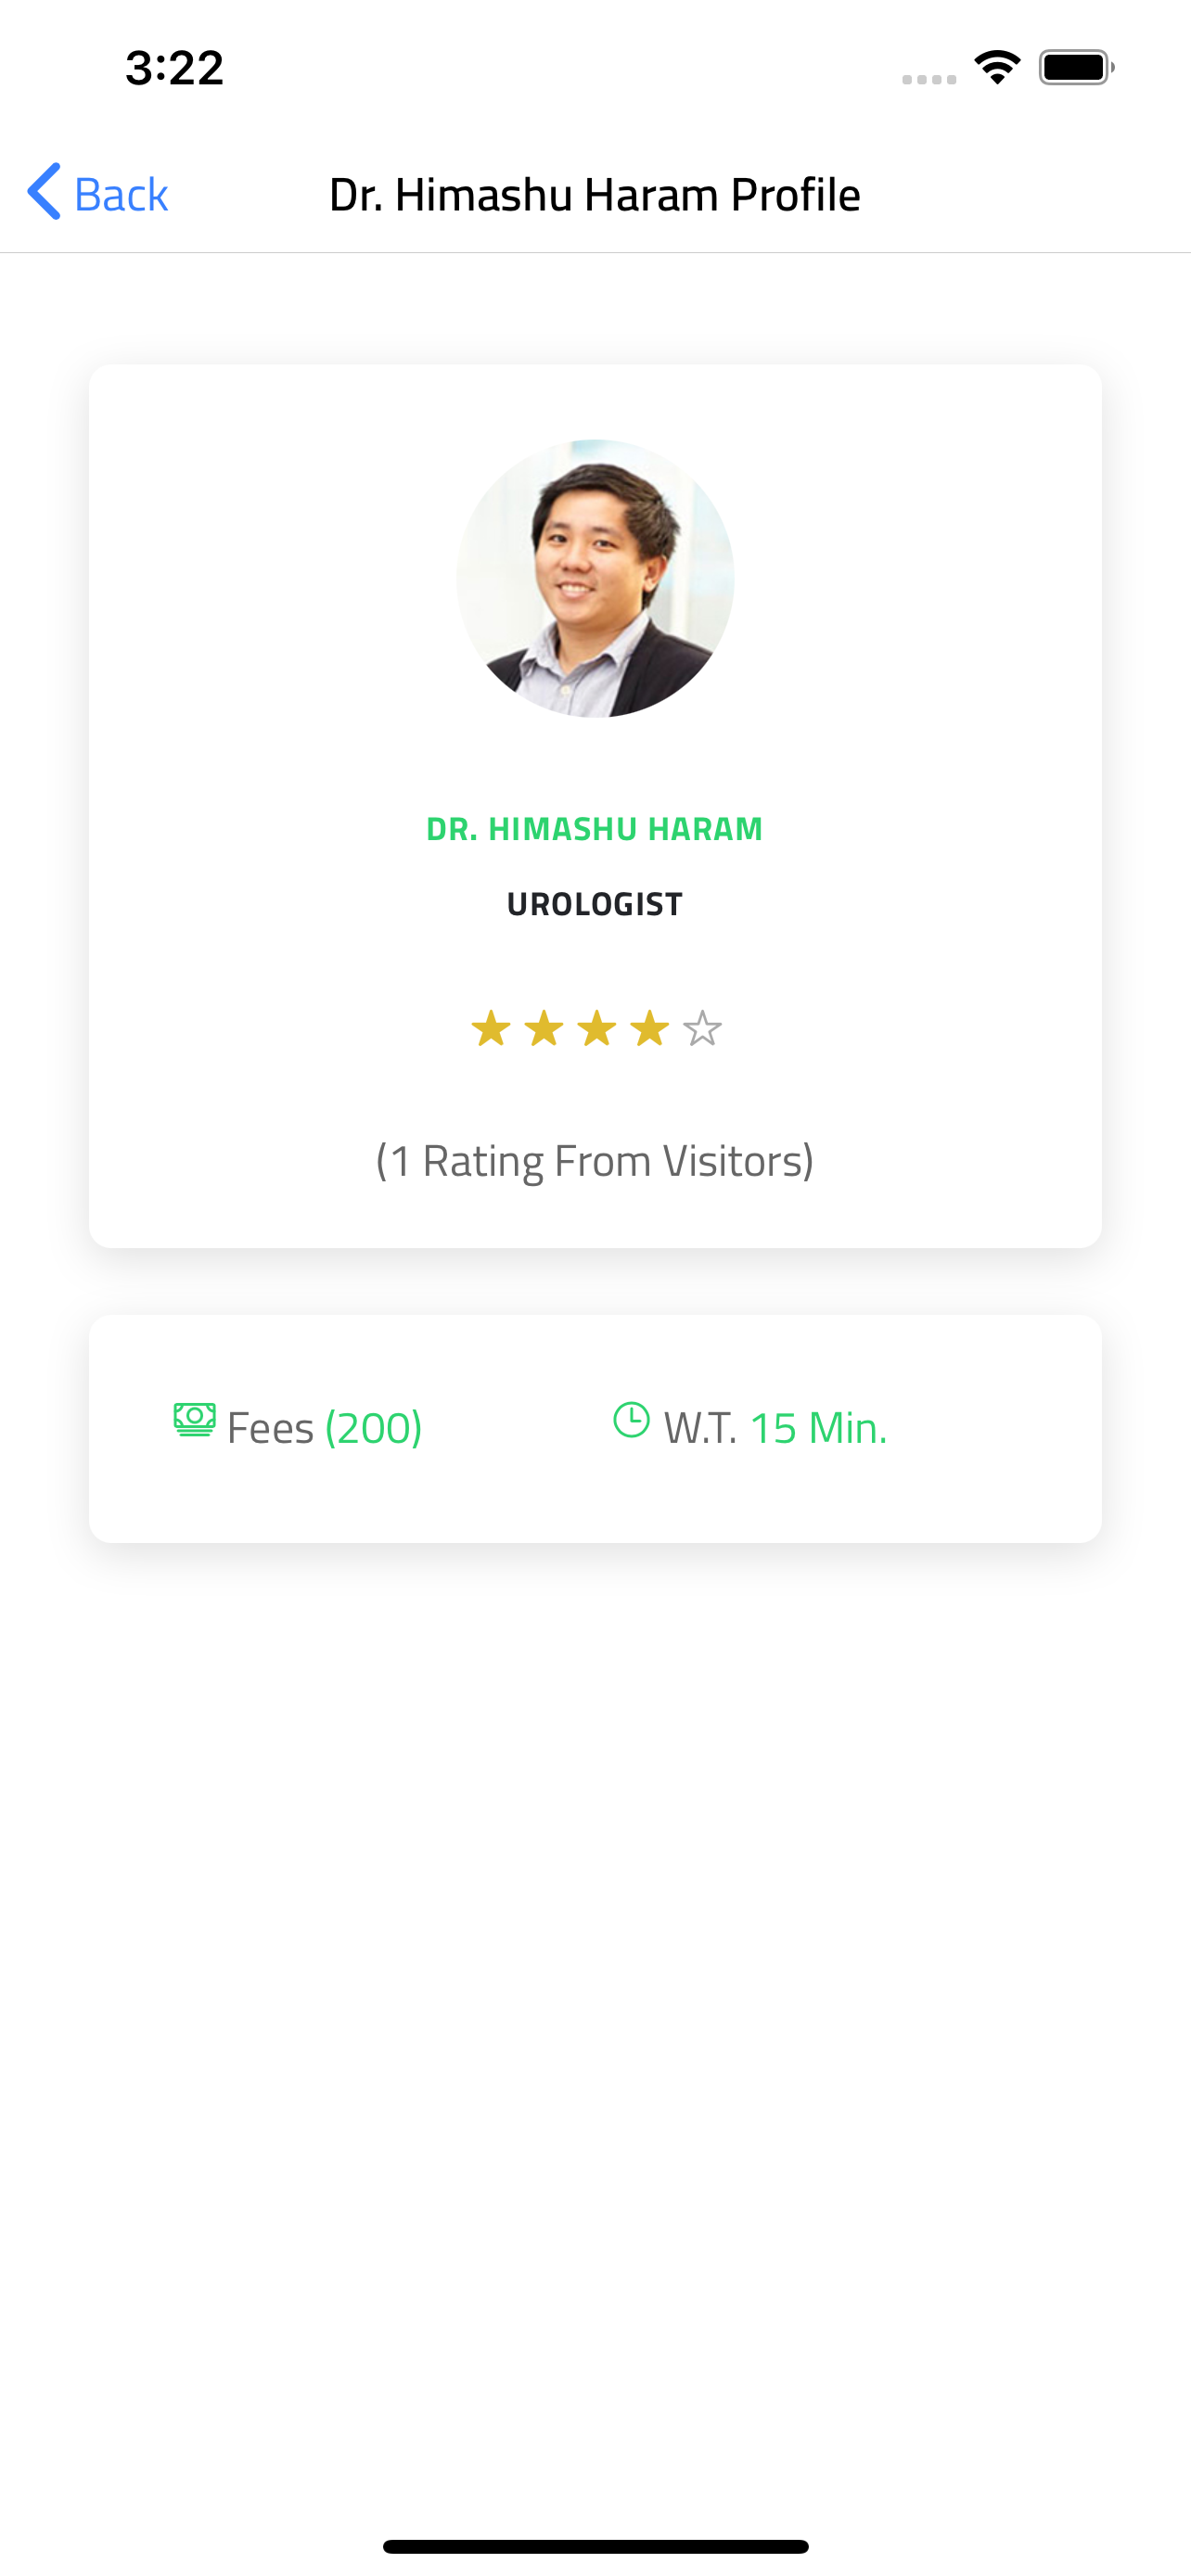 3:22
Back
Dr. Himashu Haram Profile
DR. HIMASHU HARAM
UROLOGIST
(1 Rating From Visitors)
Fees (200)
W.T. 15 Min.